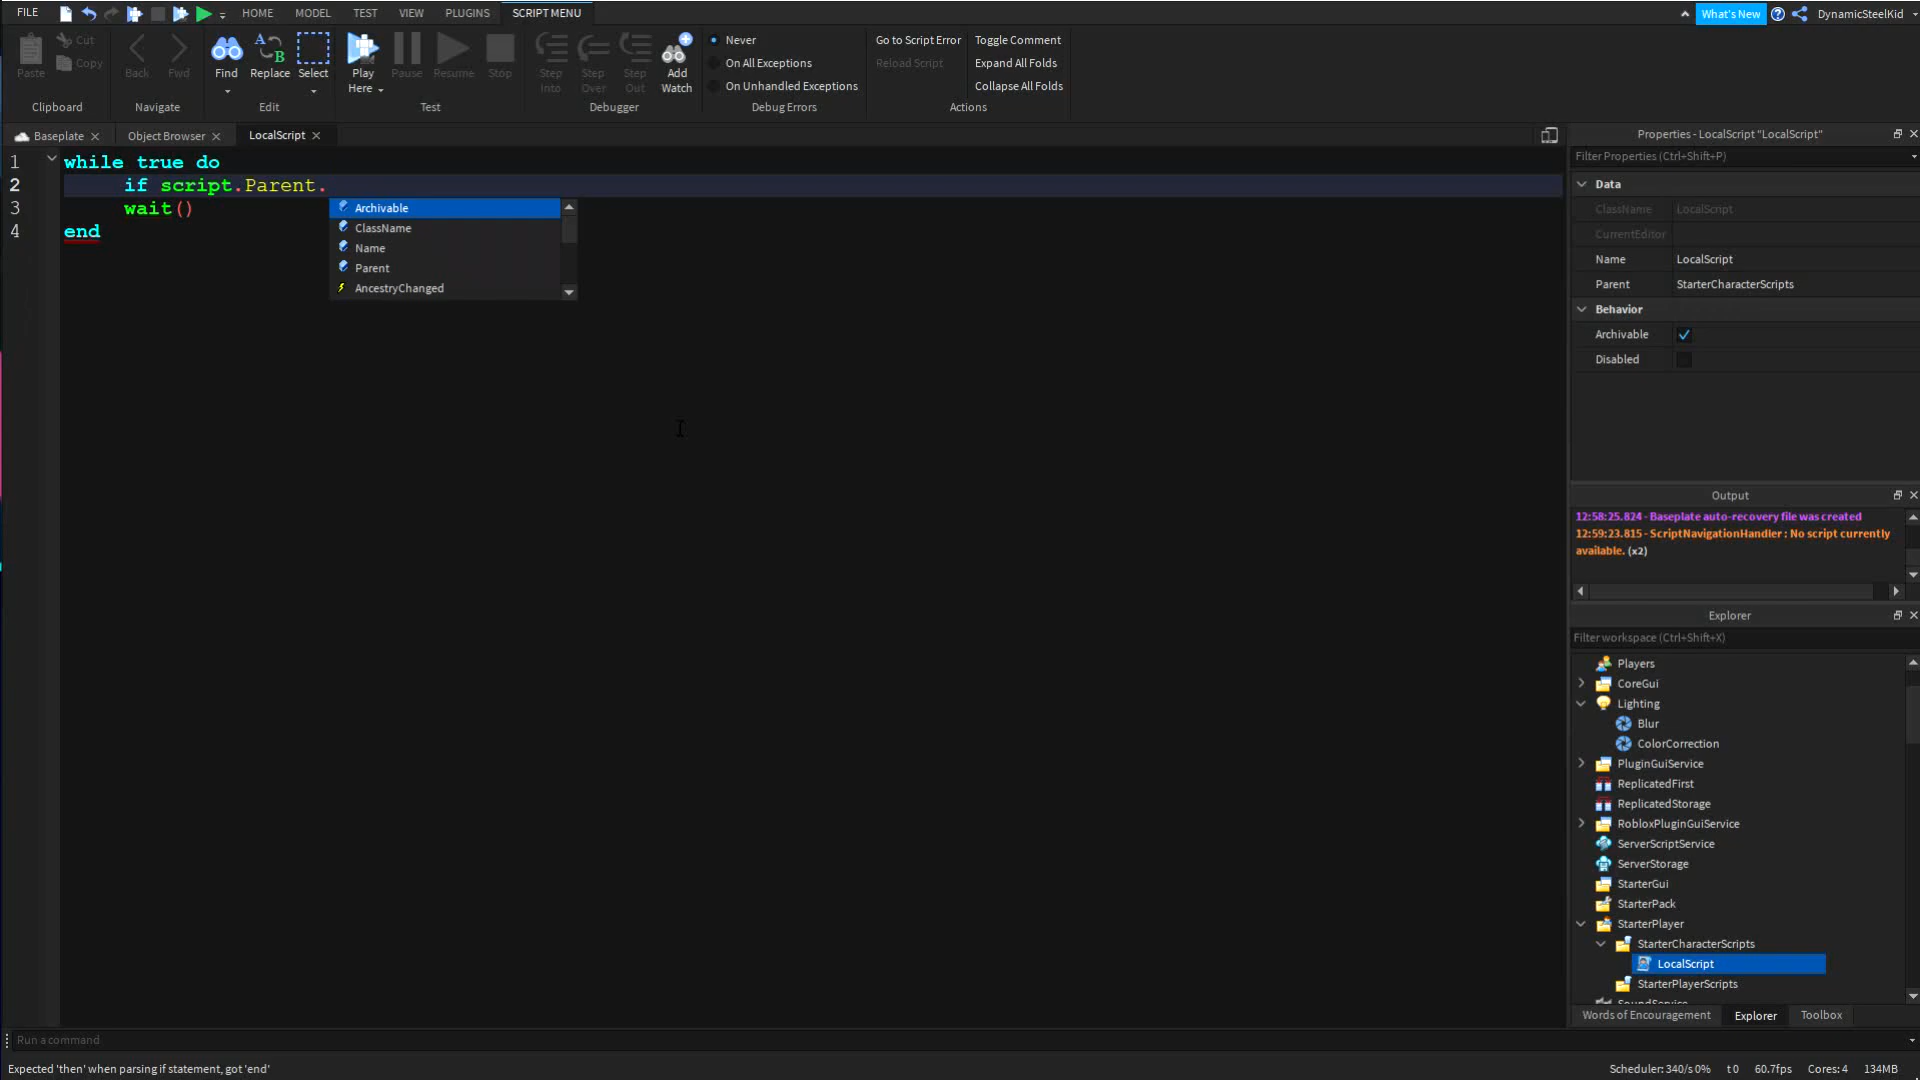 FILE HOME MODEL TEST VIEW PLUGINS SCRIPT MENU What's New DynamicSteelKid
Paste Cut Copy Back Fwd Find Replace Select Play Here Pause Resume Stop Step Into Step Over Step Out Add Watch
Never
On All Exceptions
On Unhandled Exceptions
Go to Script Error
Reload Script
Toggle Comment
Expand All Folds
Collapse All Folds
Clipboard Navigate Edit Test Debugger Debug Errors Actions
Baseplate Object Browser LocalScript
1 while true do
2 if script.Parent.
3 wait()
4 end
Archivable
ClassName
Name
Parent
AncestryChanged
Properties - LocalScript "LocalScript"
Filter Properties (Ctrl+Shift+P)
Data
ClassName LocalScript
CurrentEditor
Name LocalScript
Parent StarterCharacterScripts
Behavior
Archivable
Disabled
Output
12:58:25.824 - Baseplate auto-recovery file was created
12:59:23.815 - ScriptNavigationHandler : No script currently
available. (x2)
Explorer
Filter workspace (Ctrl+Shift+X)
Players
CoreGui
Lighting
Blur
ColorCorrection
PluginGuiService
ReplicatedFirst
ReplicatedStorage
RobloxPluginGuiService
ServerScriptService
ServerStorage
StarterGui
StarterPack
StarterPlayer
StarterCharacterScripts
LocalScript
StarterPlayerScripts
SoundService
Words of Encouragement Explorer Toolbox
Run a command
Expected 'then' when parsing if statement, got 'end'
Scheduler: 340/s 0% t 0 60.7fps Cores: 4 134MB